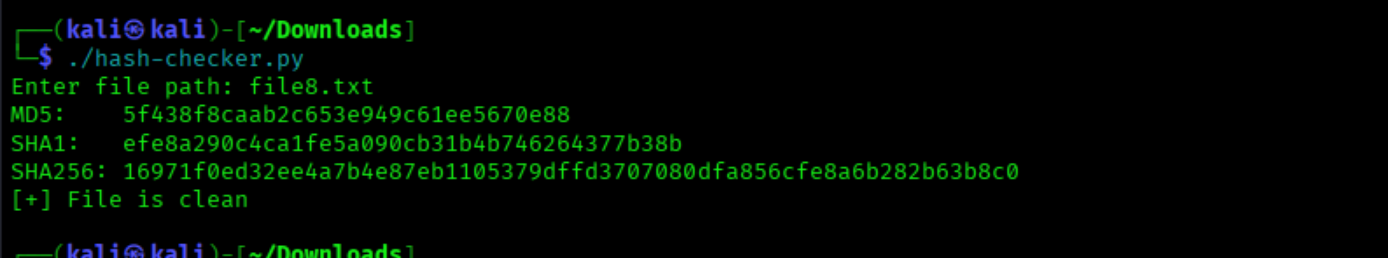 ┌──(kali㉿kali)-[~/Downloads]
└─$ ./hash-checker.py
Enter file path: file8.txt
MD5:    5f438f8caab2c653e949c61ee5670e88
SHA1:   efe8a290c4ca1fe5a090cb31b4b746264377b38b
SHA256: 16971f0ed32ee4a7b4e87eb1105379dffd3707080dfa856cfe8a6b282b63b8c0
[+] File is clean
┌──(kali㉿kali)-[~/Downloads]